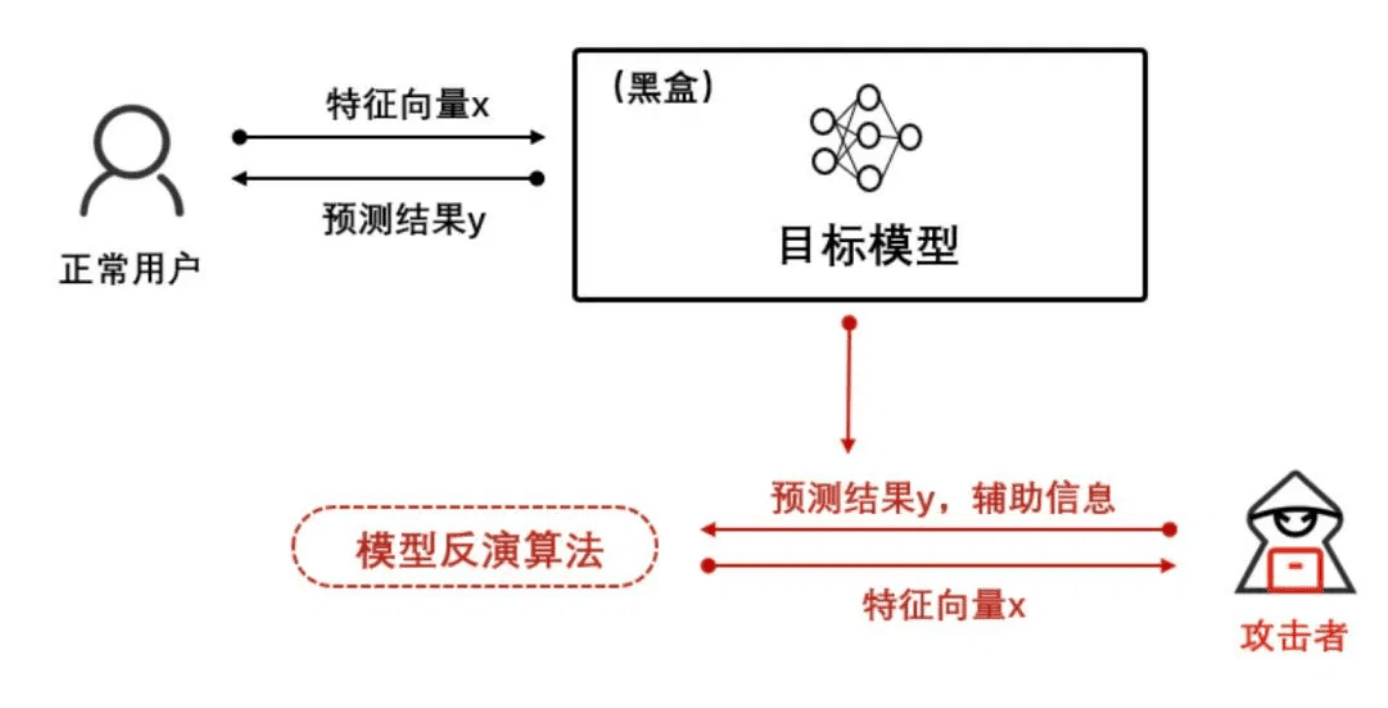 (黑盒)
特征向量x
预测结果y
正常用户
目标模型
预测结果y，辅助信息
模型反演算法
特征向量x
攻击者